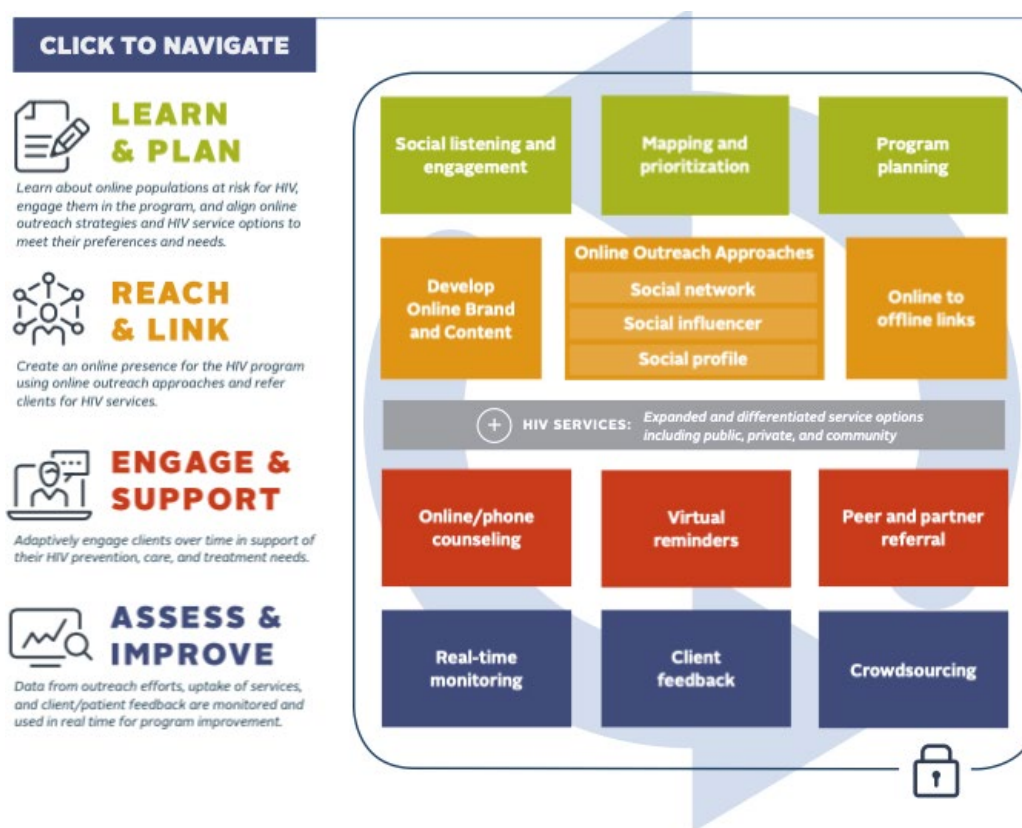 CLICK TO NAVIGATE
LEARN
& PLAN
Learn about online populations at risk for HIV,
engage them in the program, and align online
outreach strategies and HIV service options to
meet their preferences and needs.
REACH
& LINK
Create an online presence for the HIV program
using online outreach approaches and refer
clients for HIV services.
ENGAGE &
SUPPORT
Adaptively engage clients over time in support of
their HIV prevention, care, and treatment needs.
ASSESS &
IMPROVE
Data from outreach efforts, uptake of services,
and client/patient feedback are monitored and
used in real time for program improvement.
Social listening and
engagement
Mapping and
prioritization
Program
planning
Develop
Online Brand
and Content
Online Outreach Approaches
Social network
Social influencer
Social profile
Online to
offline links
HIV SERVICES:
Expanded and differentiated service options
including public, private, and community
Online/phone
counseling
Virtual
reminders
Peer and partner
referral
Real-time
monitoring
Client
feedback
Crowdsourcing